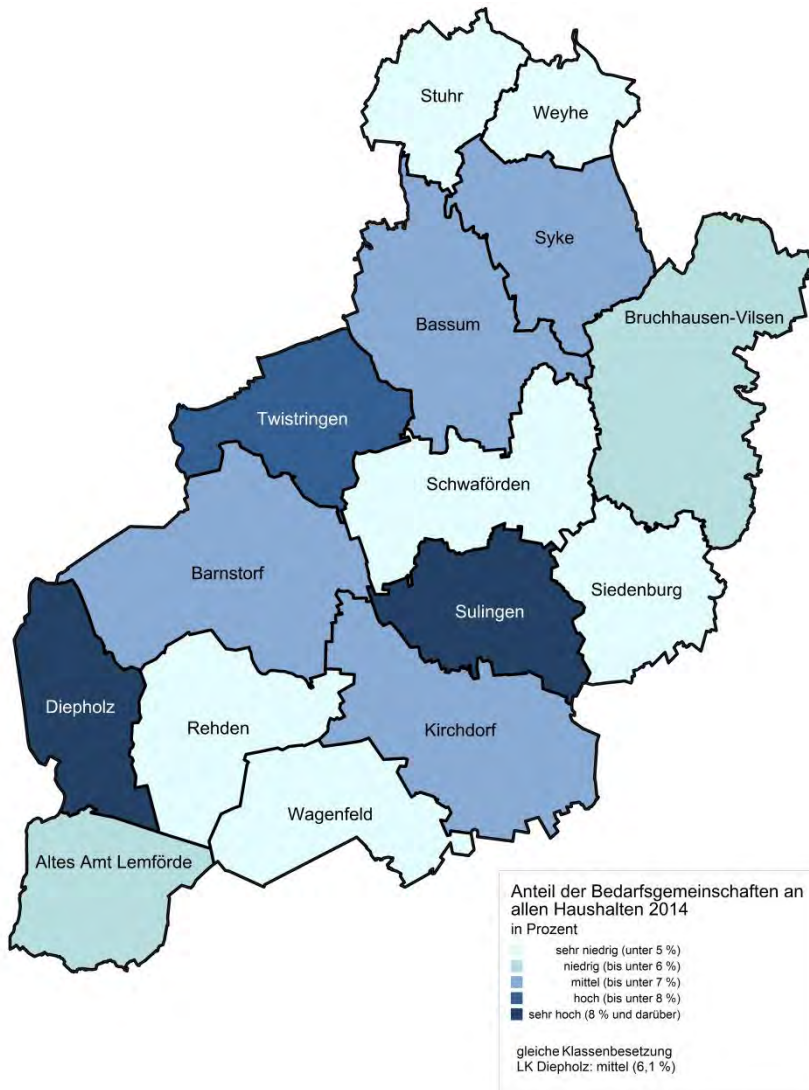 Stuhr
Weyhe
Syke
Bruchhausen-Vilsen
Bassum
Twistringen
Schwaförden
Barnstorf
Siedenburg
Sulingen
Diepholz
Rehden
Kirchdorf
Wagenfeld
Altes Amt Lemförde
Anteil der Bedarfsgemeinschaften an
allen Haushalten 2014
in Prozent
sehr niedrig (unter 5 %)
niedrig (bis unter 6 %)
mittel (bis unter 7 %)
hoch (bis unter 8 %)
sehr hoch (8 % und darüber)
gleiche Klassenbesetzung
LK Diepholz: mittel (6,1 %)